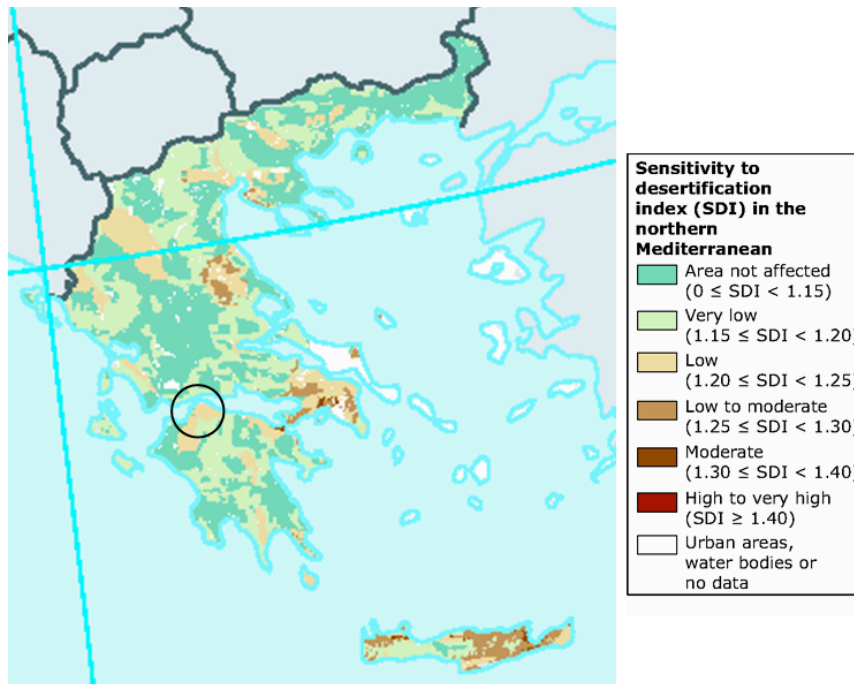 Sensitivity to
desertification
index (SDI) in the
northern
Mediterranean
Area not affected
(0 ≤ SDI < 1.15)
Very low
(1.15 ≤ SDI < 1.20)
Low
(1.20 ≤ SDI < 1.25)
Low to moderate
(1.25 ≤ SDI < 1.30)
Moderate
(1.30 ≤ SDI < 1.40)
High to very high
(SDI ≥ 1.40)
Urban areas,
water bodies or
no data